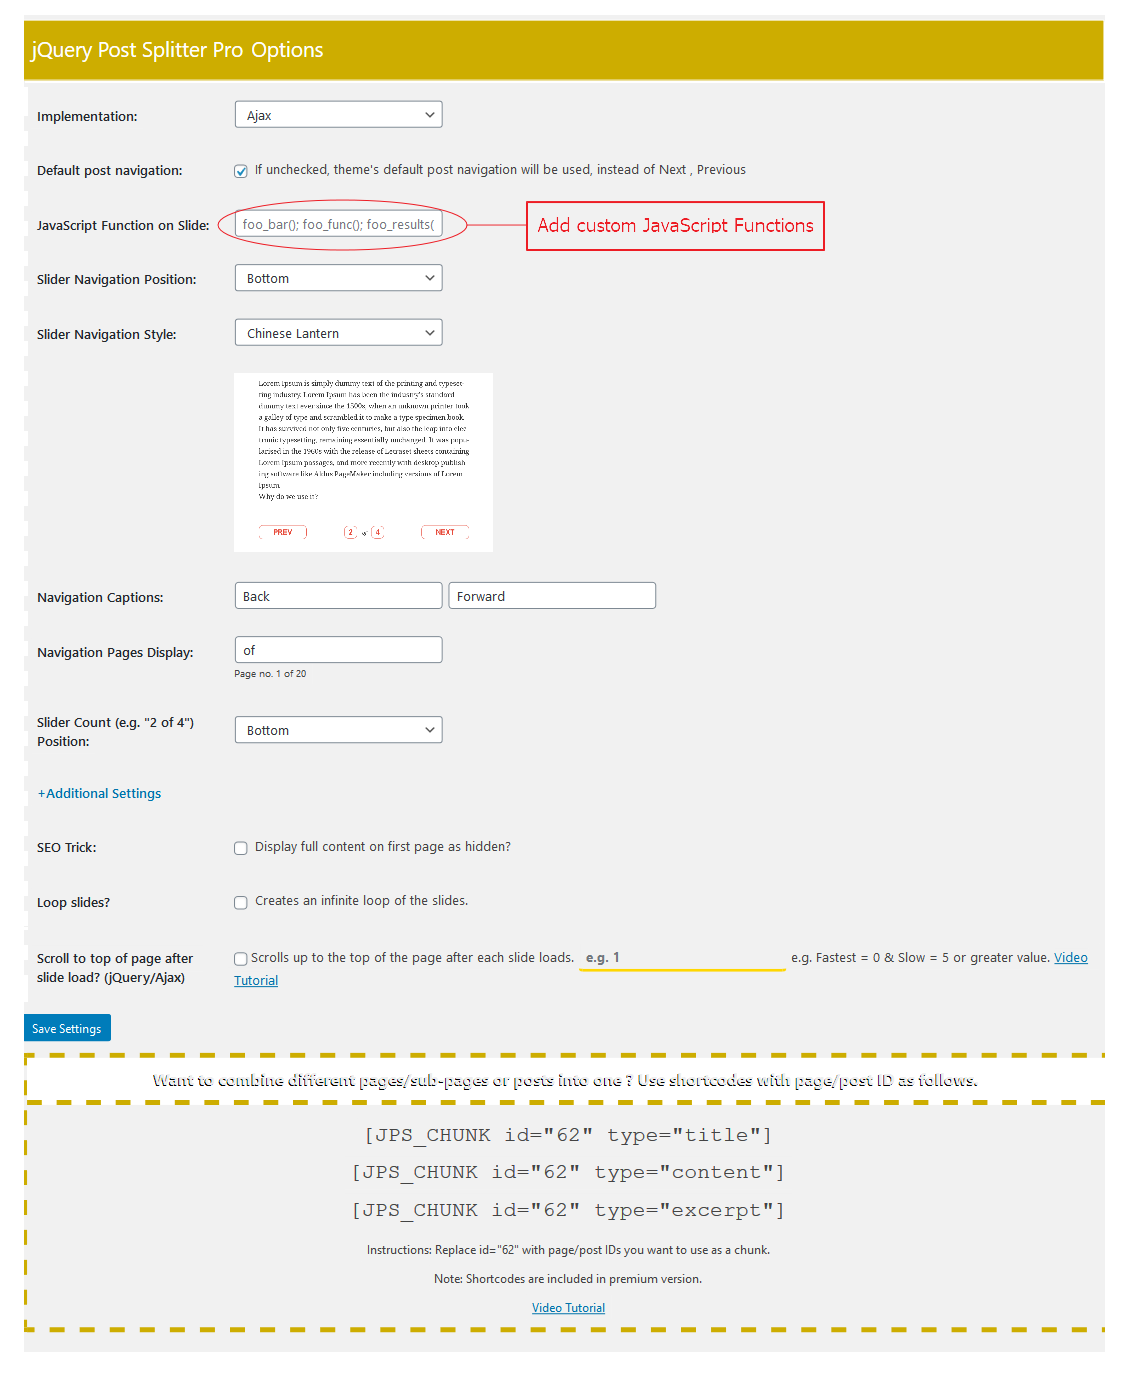 jQuery Post Splitter Pro Options
Implementation: Ajax
Default post navigation: If unchecked, theme's default post navigation will be used, instead of Next , Previous
JavaScript Function on Slide: foo_bar(); foo_func(); foo_results( Add custom JavaScript Functions
Slider Navigation Position: Bottom
Slider Navigation Style: Chinese Lantern
Lorem Ipsum is simply dummy text of the printing and typeset-
ting industry. Lorem Ipsum has been the industry's standard
dummy text ever since the 1500s, when an unknown printer took
a galley of type and scrambled it to make a type specimen book.
It has survived not only five centuries, but also the leap into elec-
tronic typesetting, remaining essentially unchanged. It was popu-
larised in the 1960s with the release of Letraset sheets containing
Lorem Ipsum passages, and more recently with desktop publish-
ing software like Aldus PageMaker including versions of Lorem
Ipsum.
Why do we use it?
PREV 2 of 4 NEXT
Navigation Captions: Back Forward
Navigation Pages Display: of
Page no. 1 of 20
Slider Count (e.g. "2 of 4")
Position: Bottom
+Additional Settings
SEO Trick: Display full content on first page as hidden?
Loop slides? Creates an infinite loop of the slides.
Scroll to top of page after
slide load? (jQuery/Ajax) Scrolls up to the top of the page after each slide loads. e.g. 1 e.g. Fastest = 0 & Slow = 5 or greater value. Video
Tutorial
Save Settings
Want to combine different pages/sub-pages or posts into one ? Use shortcodes with page/post ID as follows.
[JPS_CHUNK id="62" type="title"]
[JPS_CHUNK id="62" type="content"]
[JPS_CHUNK id="62" type="excerpt"]
Instructions: Replace id="62" with page/post IDs you want to use as a chunk.
Note: Shortcodes are included in premium version.
Video Tutorial